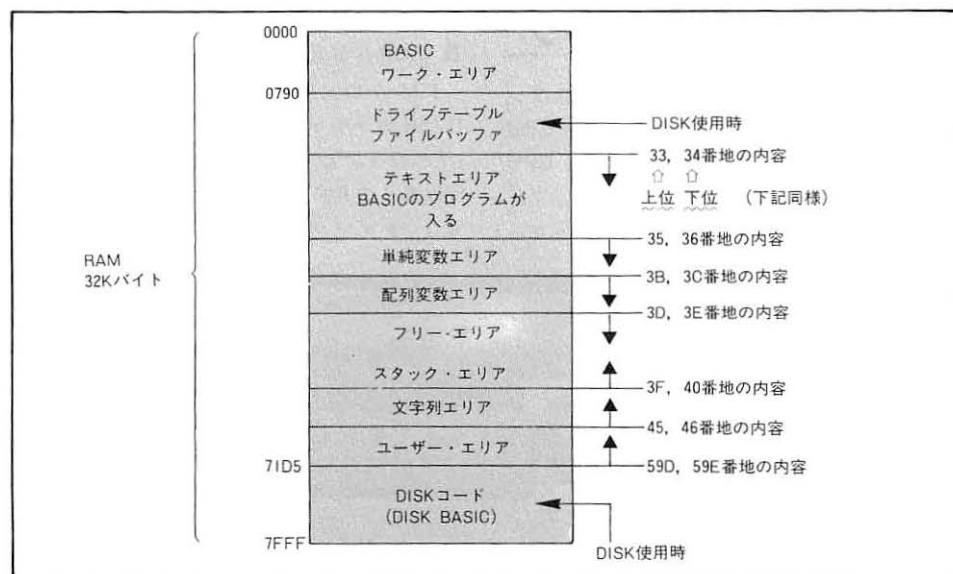 0000
BASIC
ワーク・エリア
0790
ドライブテーブル
ファイルバッファ
DISK使用時
33, 34番地の内容
⇧ ⇧
上位 下位 (下記同様)
テキストエリア
BASICのプログラムが
入る
35, 36番地の内容
RAM
32Kバイト
単純変数エリア
3B, 3C番地の内容
配列変数エリア
3D, 3E番地の内容
フリー・エリア
スタック・エリア
3F, 40番地の内容
文字列エリア
45, 46番地の内容
ユーザー・エリア
71D5
59D, 59E番地の内容
DISKコード
(DISK BASIC)
7FFF
DISK使用時